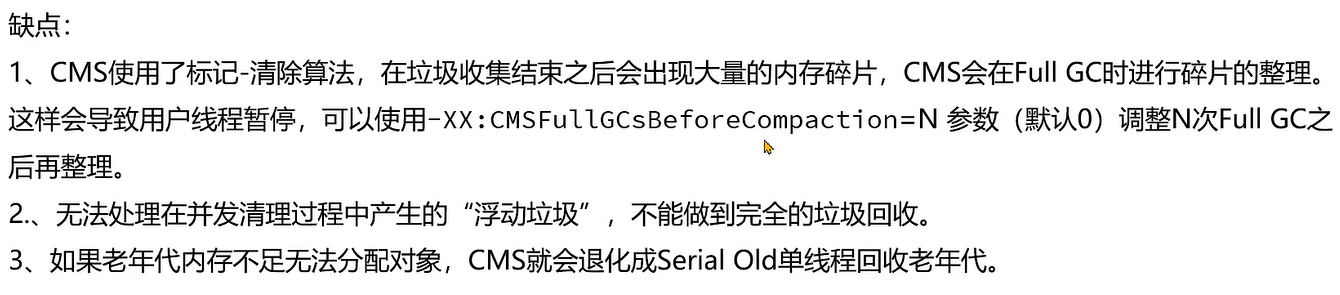 缺点：
1、CMS使用了标记-清除算法，在垃圾收集结束之后会出现大量的内存碎片，CMS会在Full GC时进行碎片的整理。
这样会导致用户线程暂停，可以使用-XX:CMSFullGCsBeforeCompaction=N 参数（默认0）调整N次Full GC之
后再整理。
2.、无法处理在并发清理过程中产生的“浮动垃圾”，不能做到完全的垃圾回收。
3、如果老年代内存不足无法分配对象，CMS就会退化成Serial Old单线程回收老年代。